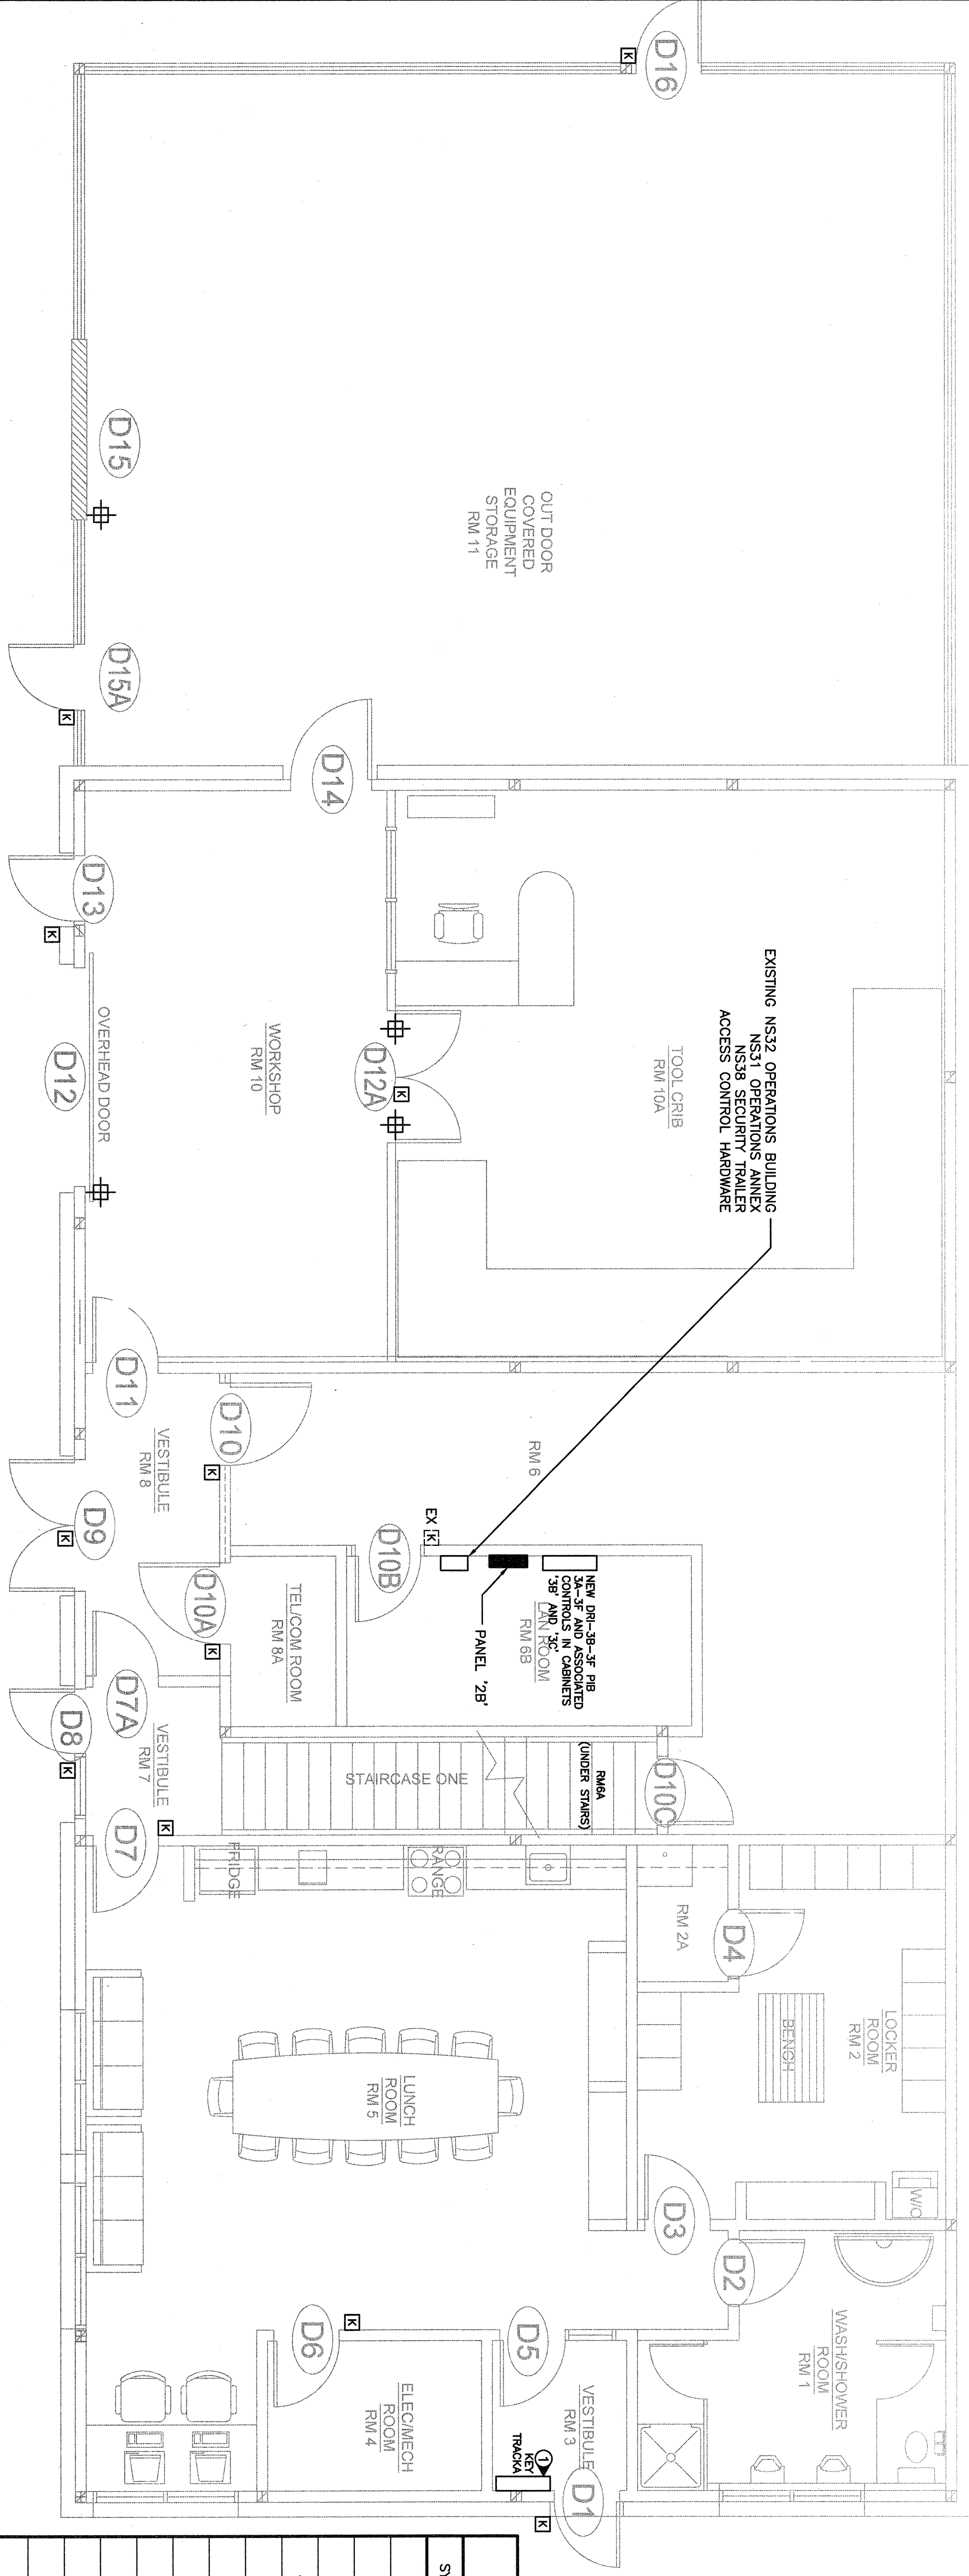 D16
K
D15
OUT DOOR
COVERED
EQUIPMENT
STORAGE
RM 11
D15A
K
D14
D13
K
OVERHEAD DOOR
D12
WORKSHOP
RM 10
D12A
K
TOOL CRIB
RM 10A
EXISTING NS32 OPERATIONS BUILDING
NS31 OPERATIONS ANNEX
NS38 SECURITY TRAILER
ACCESS CONTROL HARDWARE
D11
D10
K
VESTIBULE
RM 8
RM 6
D9
K
EX K
D10B
D10A
K
TEL/COM ROOM
RM 8A
NEW DRI-3B-3F PIB
3A-3F AND ASSOCIATED
CONTROLS IN CABINETS
'3B' AND '3C'
LAN ROOM
RM 6B
PANEL '2B'
D7A
D8
K
VESTIBULE
RM 7
STAIRCASE ONE
RM6A
(UNDER STAIRS)
D10C
D7
K
FRIDGE
RANGE
RM 2A
D4
LOCKER
ROOM
RM 2
BENCH
LUNCH
ROOM
RM 5
W/C
D3
D2
D6
K
D5
WASH/SHOWER
ROOM
RM 1
ELEC/MECH
ROOM
RM 4
VESTIBULE
RM 3
1
KEY
TRACKA
D1
K